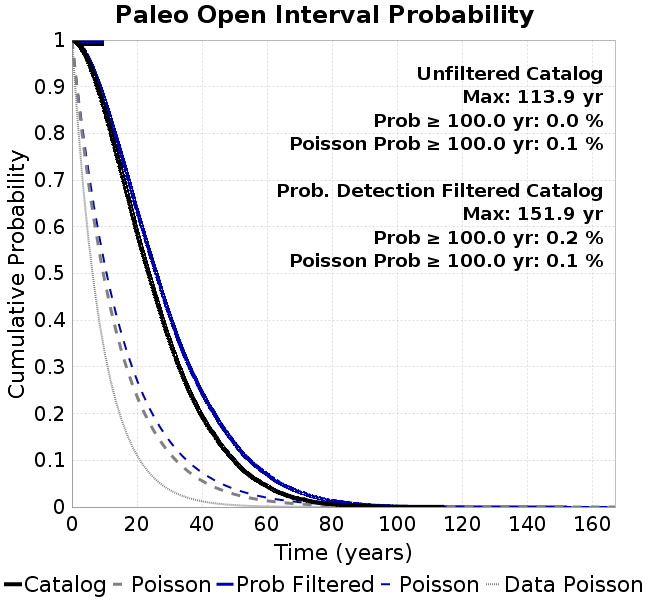 Paleo Open Interval Probability
Unfiltered Catalog
Max: 113.9 yr
Prob ≥ 100.0 yr: 0.0 %
Poisson Prob ≥ 100.0 yr: 0.1 %
Prob. Detection Filtered Catalog
Max: 151.9 yr
Prob ≥ 100.0 yr: 0.2 %
Poisson Prob ≥ 100.0 yr: 0.1 %
Cumulative Probability
1
0.9
0.8
0.7
0.6
0.5
0.4
0.3
0.2
0.1
0
0 20 40 60 80 100 120 140 160
Time (years)
Catalog Poisson Prob Filtered Poisson Data Poisson